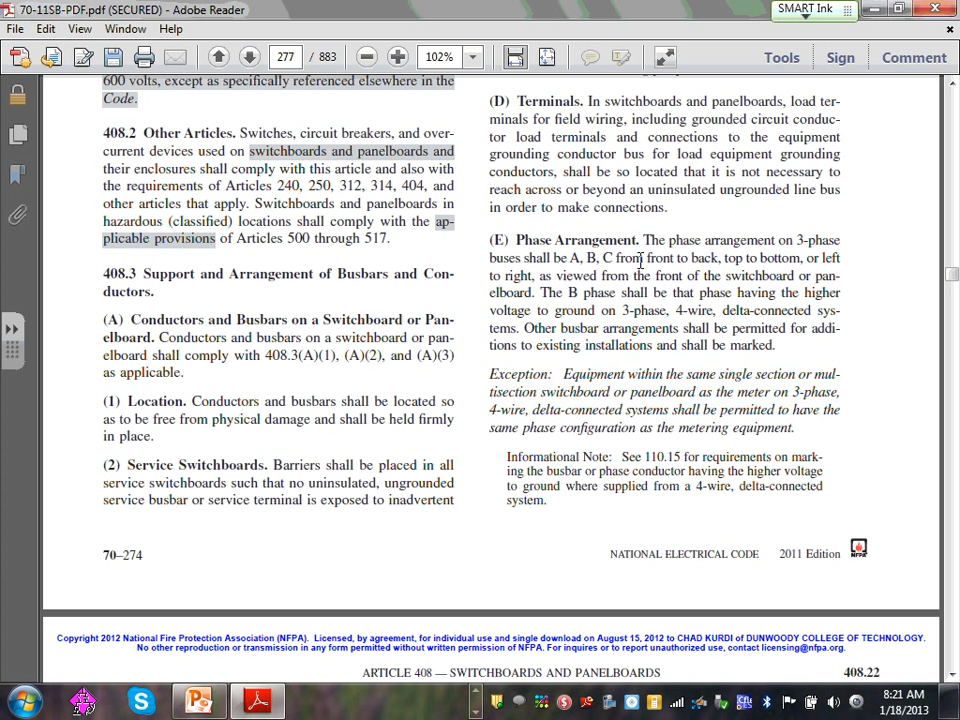 70-11SB-PDF.pdf (SECURED) - Adobe Reader
SMART Ink
File Edit View Window Help
277 / 883 102% Tools Sign Comment
600 volts, except as specifically referenced elsewhere in the
Code.
408.2 Other Articles. Switches, circuit breakers, and over-
current devices used on switchboards and panelboards and
their enclosures shall comply with this article and also with
the requirements of Articles 240, 250, 312, 314, 404, and
other articles that apply. Switchboards and panelboards in
hazardous (classified) locations shall comply with the ap-
plicable provisions of Articles 500 through 517.
408.3 Support and Arrangement of Busbars and Con-
ductors.
(A) Conductors and Busbars on a Switchboard or Pan-
elboard. Conductors and busbars on a switchboard or pan-
elboard shall comply with 408.3(A)(1), (A)(2), and (A)(3)
as applicable.
(1) Location. Conductors and busbars shall be located so
as to be free from physical damage and shall be held firmly
in place.
(2) Service Switchboards. Barriers shall be placed in all
service switchboards such that no uninsulated, ungrounded
service busbar or service terminal is exposed to inadvertent
(D) Terminals. In switchboards and panelboards, load ter-
minals for field wiring, including grounded circuit conduc-
tor load terminals and connections to the equipment
grounding conductor bus for load equipment grounding
conductors, shall be so located that it is not necessary to
reach across or beyond an uninsulated ungrounded line bus
in order to make connections.
(E) Phase Arrangement. The phase arrangement on 3-phase
buses shall be A, B, C from front to back, top to bottom, or left
to right, as viewed from the front of the switchboard or pan-
elboard. The B phase shall be that phase having the higher
voltage to ground on 3-phase, 4-wire, delta-connected sys-
tems. Other busbar arrangements shall be permitted for addi-
tions to existing installations and shall be marked.
Exception: Equipment within the same single section or mul-
tisection switchboard or panelboard as the meter on 3-phase,
4-wire, delta-connected systems shall be permitted to have the
same phase configuration as the metering equipment.
Informational Note: See 110.15 for requirements on mark-
ing the busbar or phase conductor having the higher voltage
to ground where supplied from a 4-wire, delta-connected
system.
70–274
NATIONAL ELECTRICAL CODE 2011 Edition
NFPA
Copyright 2012 National Fire Protection Association (NFPA). Licensed, by agreement, for individual use and single download on August 15, 2012 to CHAD KURDI of DUNWOODY COLLEGE OF TECHNOLOGY.
No other reproduction or transmission in any form permitted without written permission of NFPA. For inquires or to report unauthorized use, contact licensing@nfpa.org.
ARTICLE 408 — SWITCHBOARDS AND PANELBOARDS 408.22
8:21 AM
1/18/2013